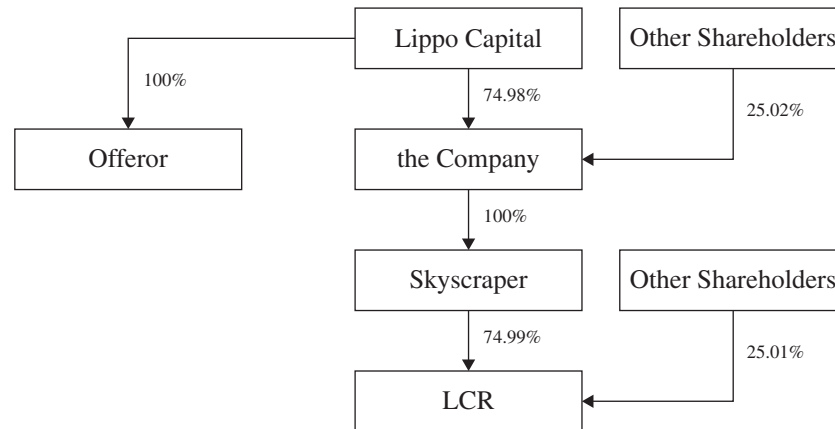 Lippo Capital
Other Shareholders
100%
74.98%
25.02%
Offeror
the Company
100%
Skyscraper
Other Shareholders
74.99%
25.01%
LCR